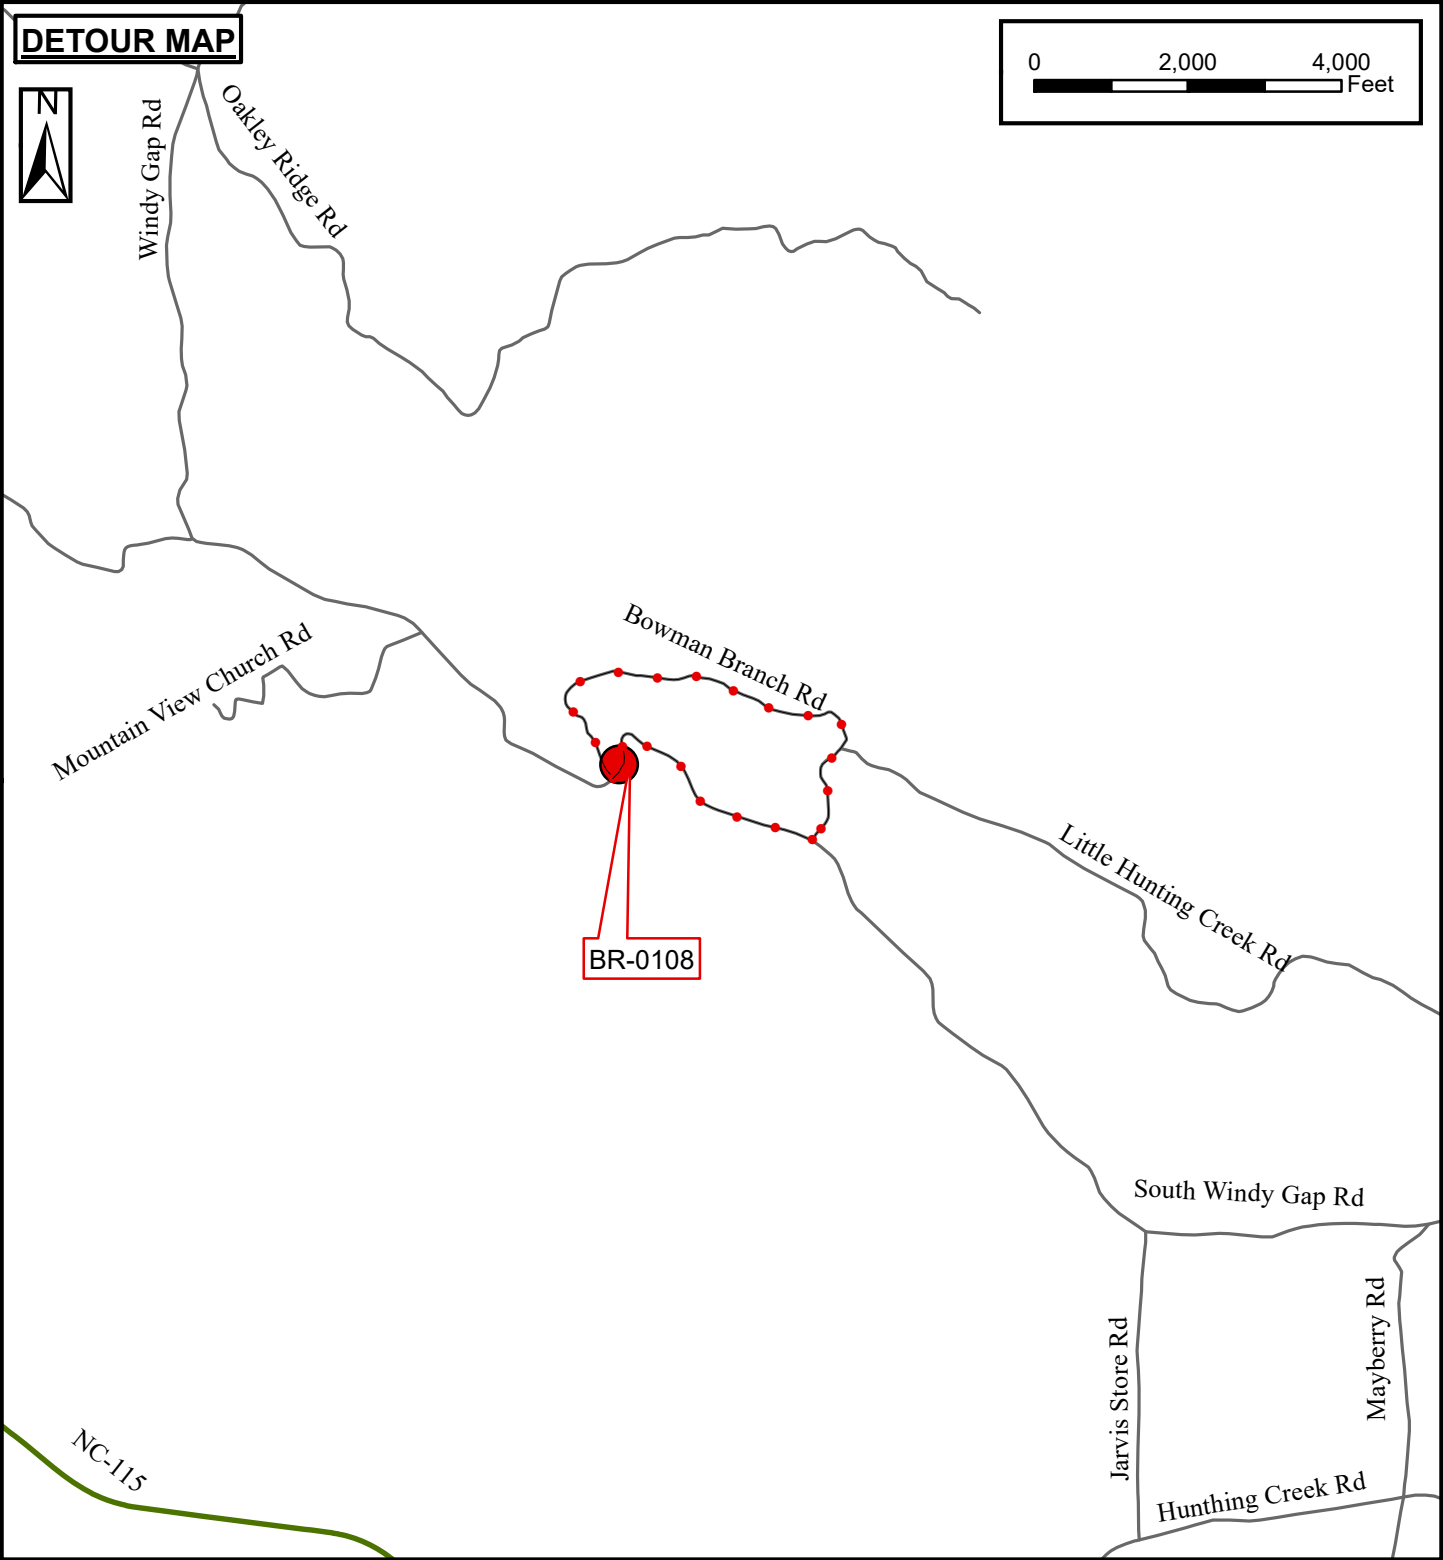 DETOUR MAP
0 2,000 4,000
Feet
N
Windy Gap Rd
Oakley Ridge Rd
Bowman Branch Rd
Mountain View Church Rd
Little Hunting Creek Rd
BR-0108
South Windy Gap Rd
Jarvis Store Rd
Mayberry Rd
NC-115
Hunthing Creek Rd